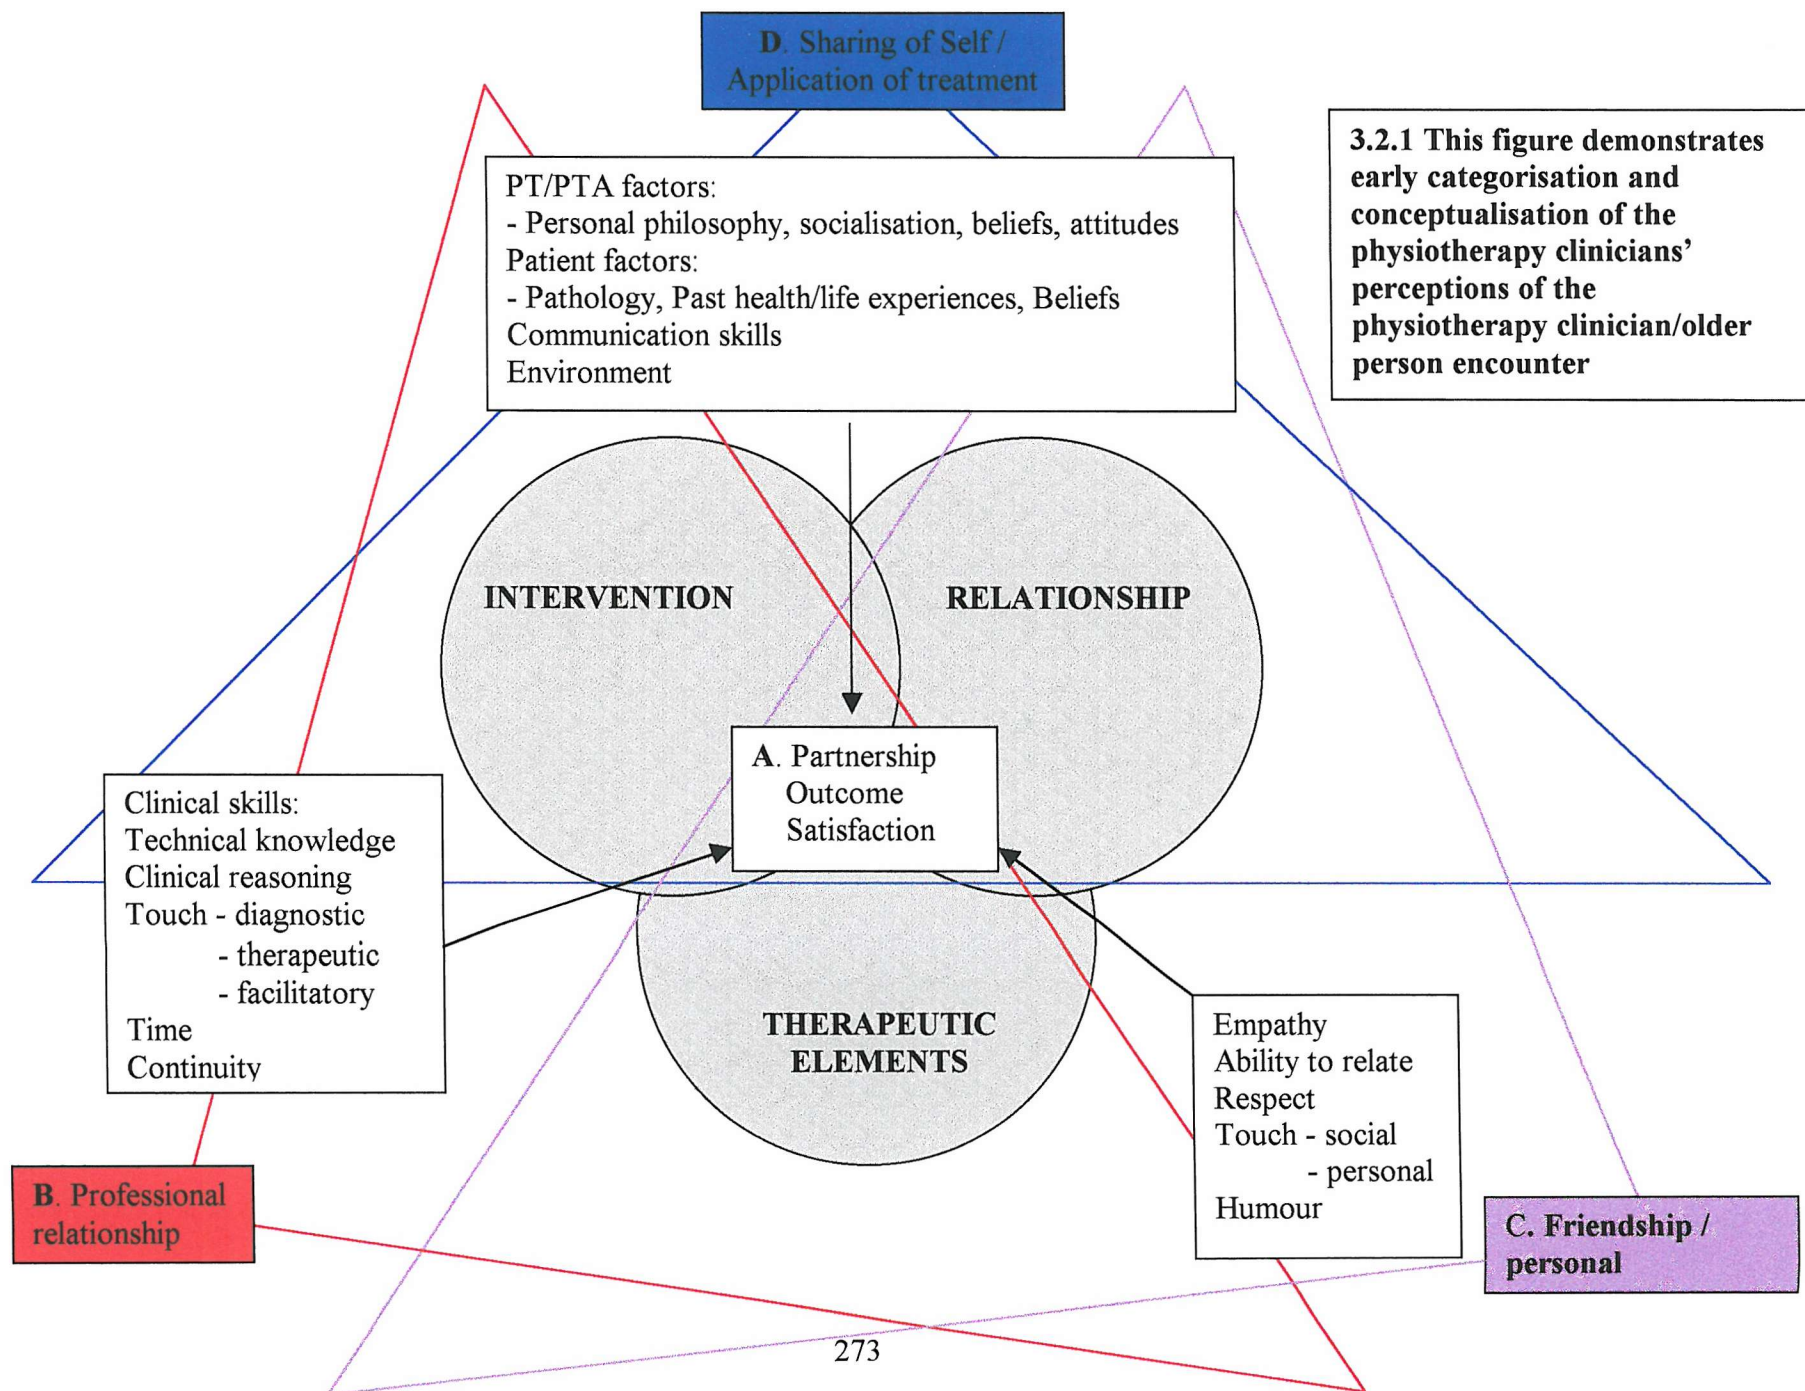 D. Sharing of Self /
Application of treatment
3.2.1 This figure demonstrates
early categorisation and
conceptualisation of the
physiotherapy clinicians’
perceptions of the
physiotherapy clinician/older
person encounter
PT/PTA factors:
- Personal philosophy, socialisation, beliefs, attitudes
Patient factors:
- Pathology, Past health/life experiences, Beliefs
Communication skills
Environment
INTERVENTION
RELATIONSHIP
A. Partnership
Outcome
Satisfaction
Clinical skills:
Technical knowledge
Clinical reasoning
Touch - diagnostic
- therapeutic
- facilitatory
Time
Continuity
THERAPEUTIC
ELEMENTS
Empathy
Ability to relate
Respect
Touch - social
- personal
Humour
B. Professional
relationship
C. Friendship /
personal
273